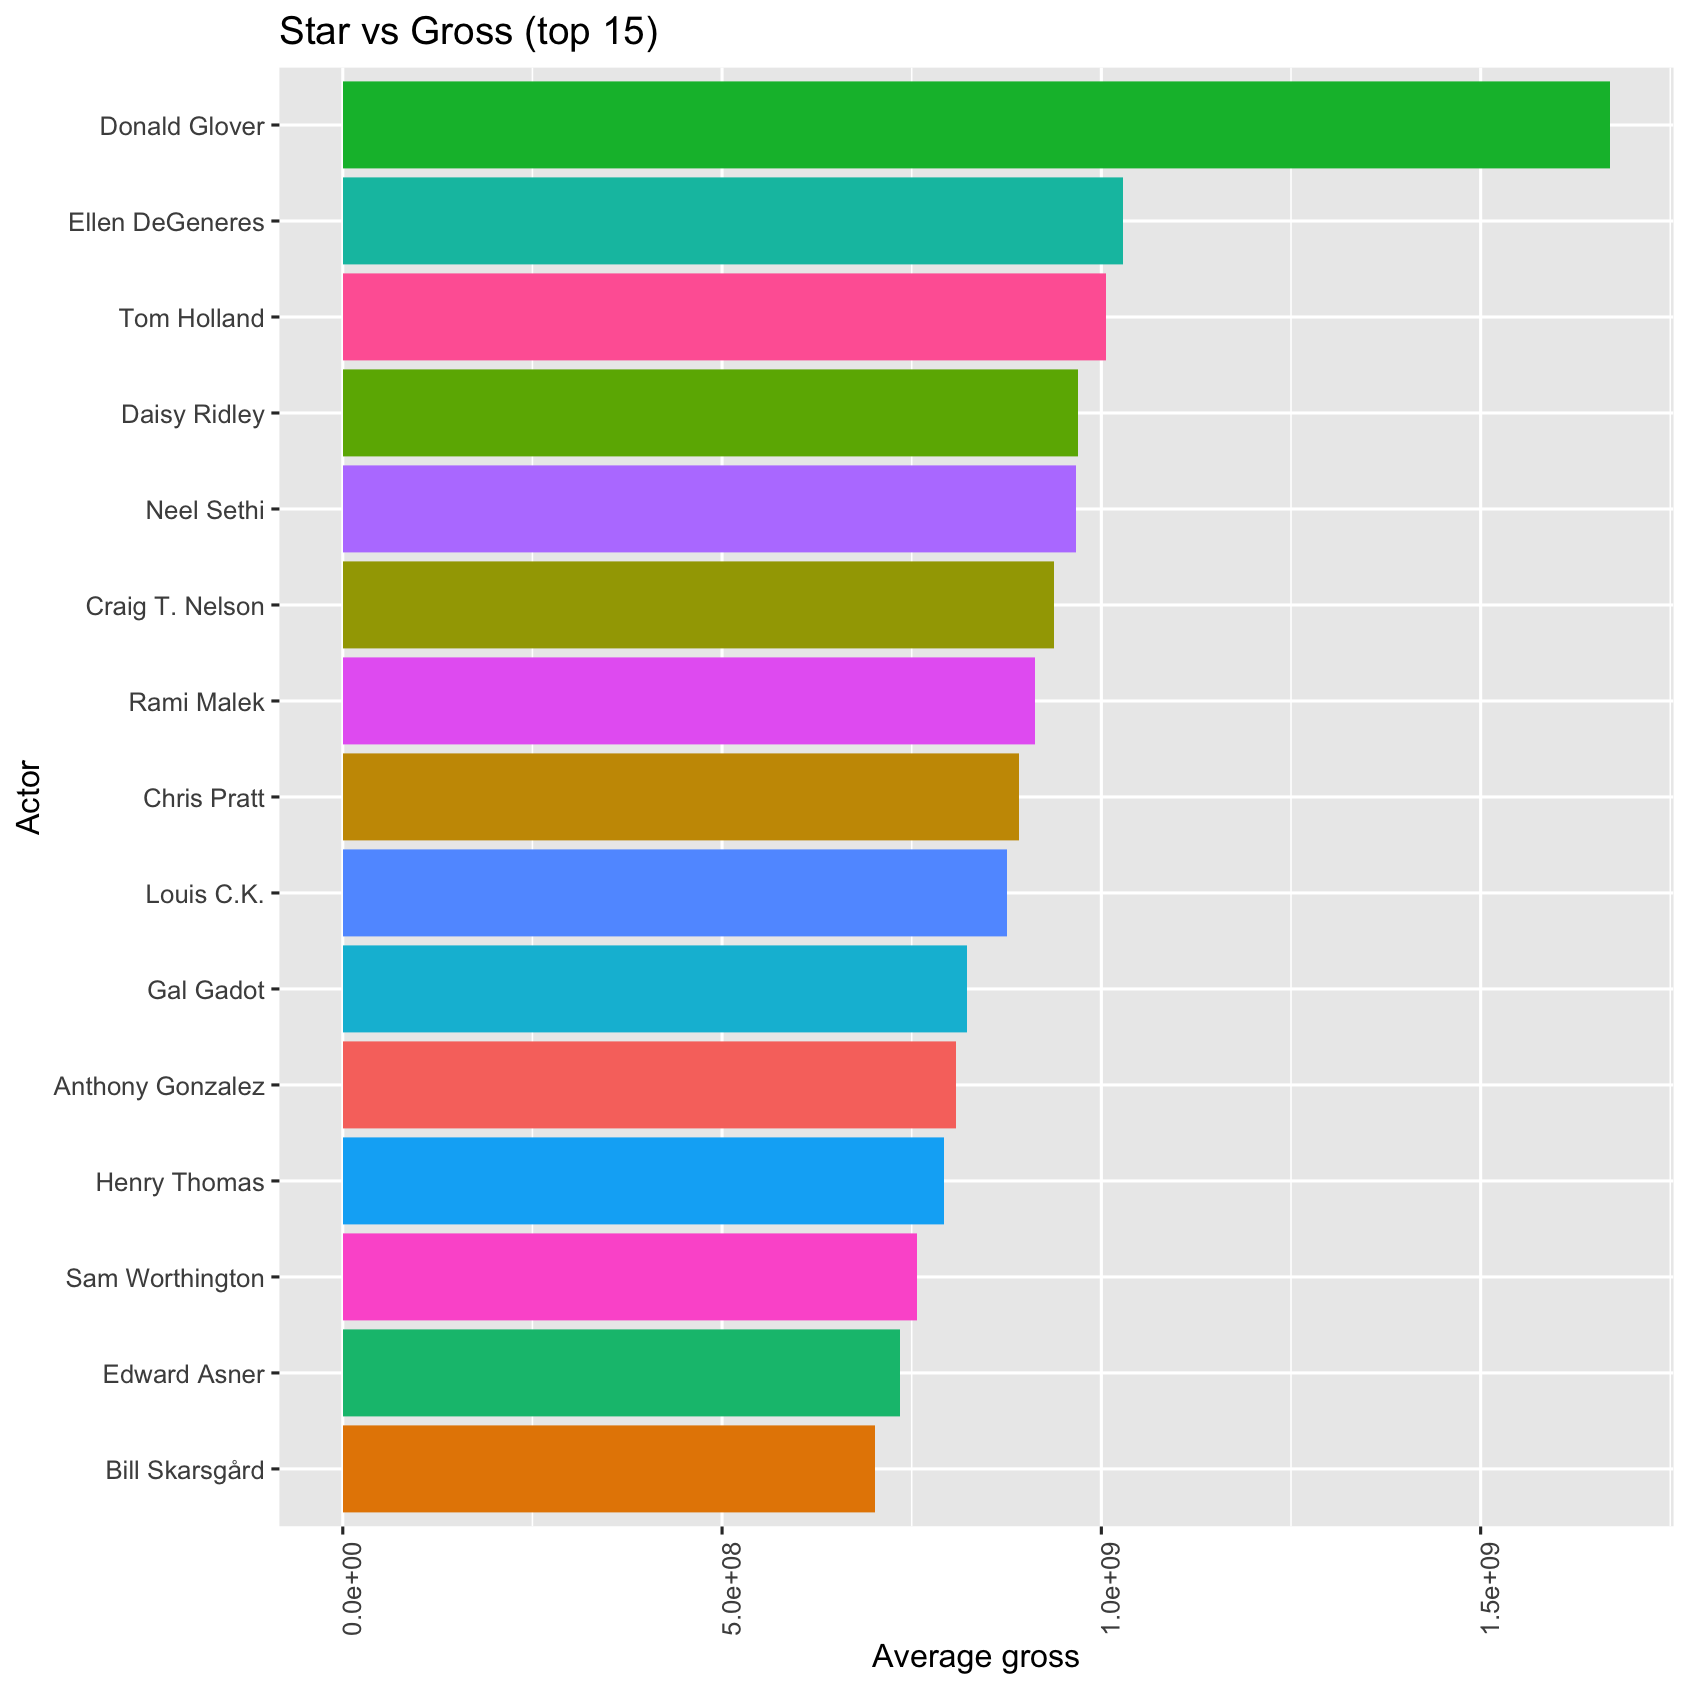 Star vs Gross (top 15)
Actor
Donald Glover
Ellen DeGeneres
Tom Holland
Daisy Ridley
Neel Sethi
Craig T. Nelson
Rami Malek
Chris Pratt
Louis C.K.
Gal Gadot
Anthony Gonzalez
Henry Thomas
Sam Worthington
Edward Asner
Bill Skarsgård
0.0e+00
5.0e+08
1.0e+09
1.5e+09
Average gross